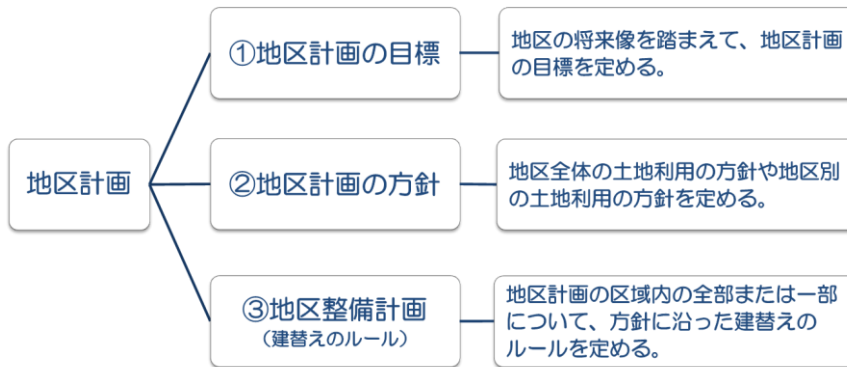 地区計画
①地区計画の目標
地区の将来像を踏まえて、地区計画
の目標を定める。
②地区計画の方針
地区全体の土地利用の方針や地区別
の土地利用の方針を定める。
③地区整備計画
（建替えのルール）
地区計画の区域内の全部または一部
について、方針に沿った建替えの
ルールを定める。